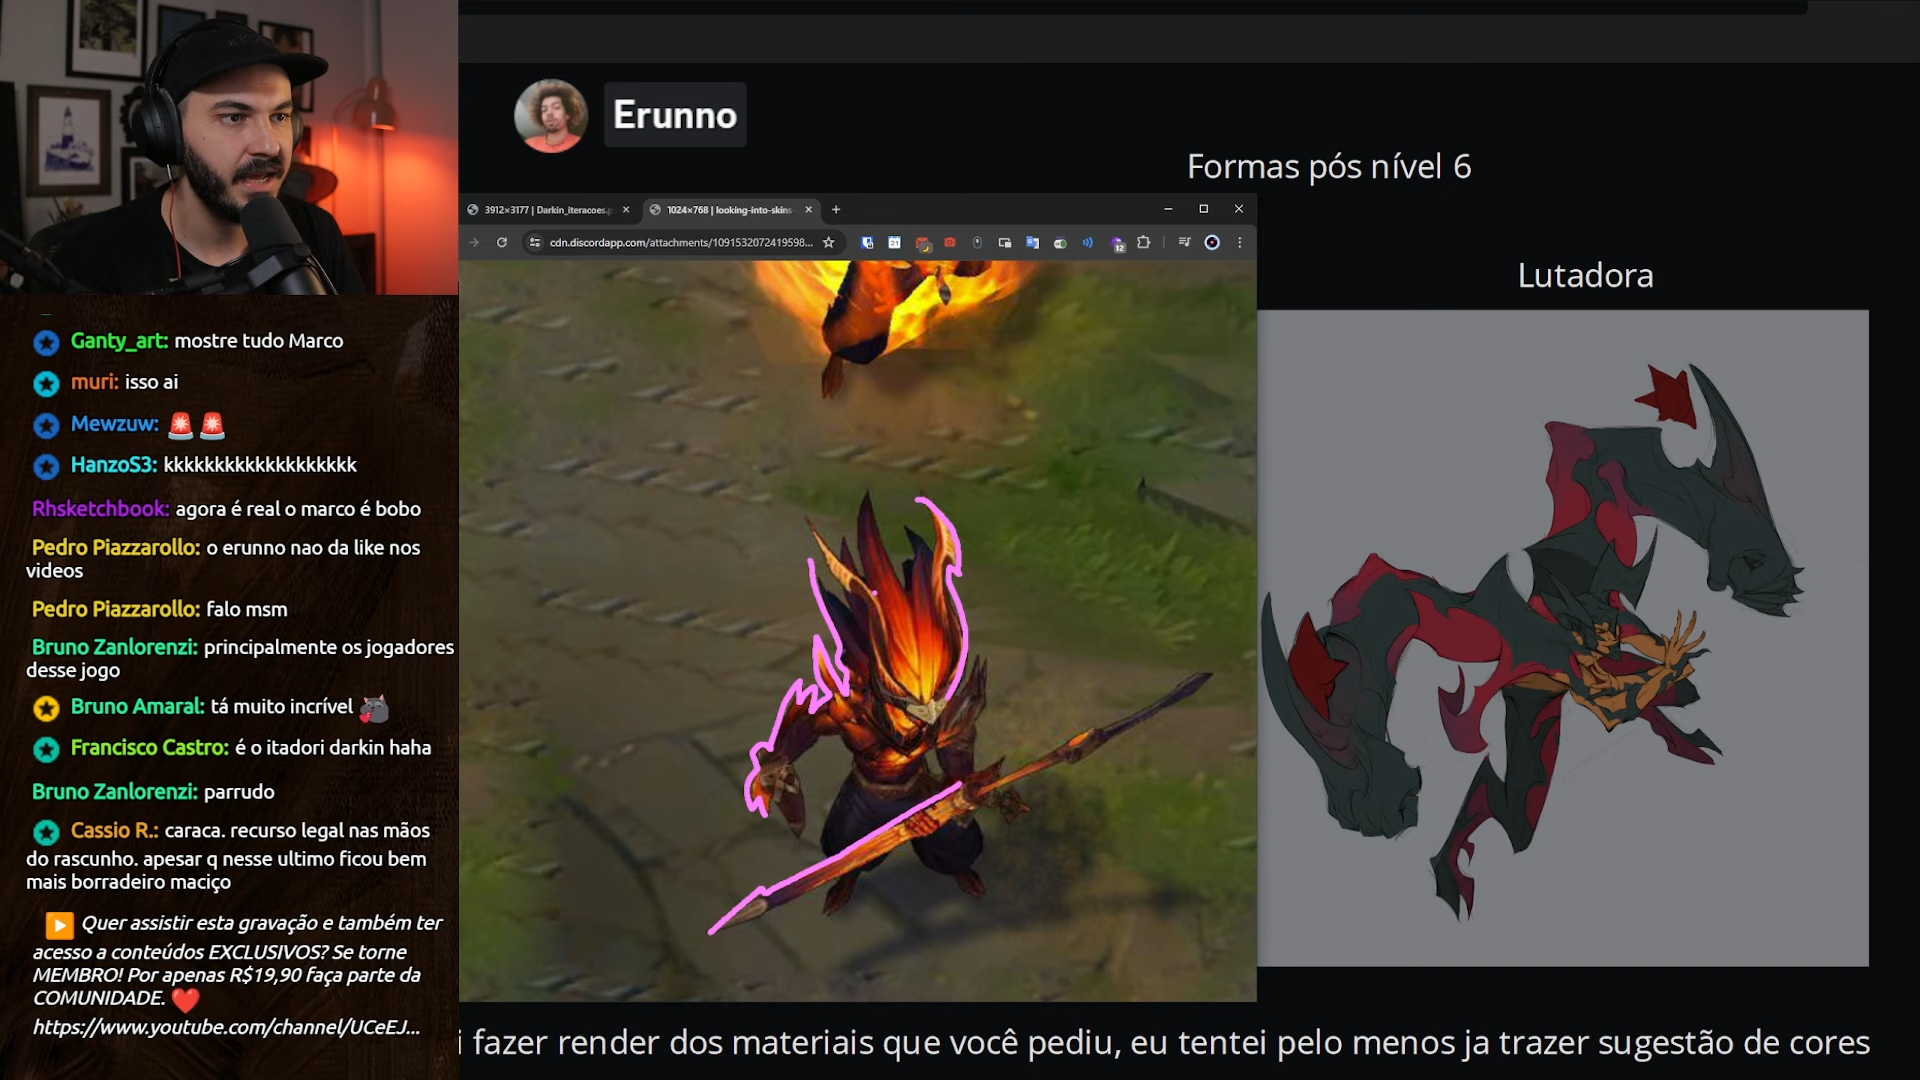 Erunno
Formas pós nível 6
3912×3177 | Darkin_iteracoes.p
1024×768 | looking-into-skins-
cdn.discordapp.com/attachments/1091532072419598...
21
12
Lutadora
Ganty_art: mostre tudo Marco
muri: isso ai
Mewzuw: 🚨🚨
HanzoS3: kkkkkkkkkkkkkkkkkkk
Rhsketchbook: agora é real o marco é bobo
Pedro Piazzarollo: o erunno nao da like nos
videos
Pedro Piazzarollo: falo msm
Bruno Zanlorenzi: principalmente os jogadores
desse jogo
Bruno Amaral: tá muito incrível
Francisco Castro: é o itadori darkin haha
Bruno Zanlorenzi: parrudo
Cassio R.: caraca. recurso legal nas mãos
do rascunho. apesar q nesse ultimo ficou bem
mais borradeiro maciço
▶️ Quer assistir esta gravação e também ter
acesso a conteúdos EXCLUSIVOS? Se torne
MEMBRO! Por apenas R$19,90 faça parte da
COMUNIDADE. ❤️
https://www.youtube.com/channel/UCeEJ...
i fazer render dos materiais que você pediu, eu tentei pelo menos ja trazer sugestão de cores